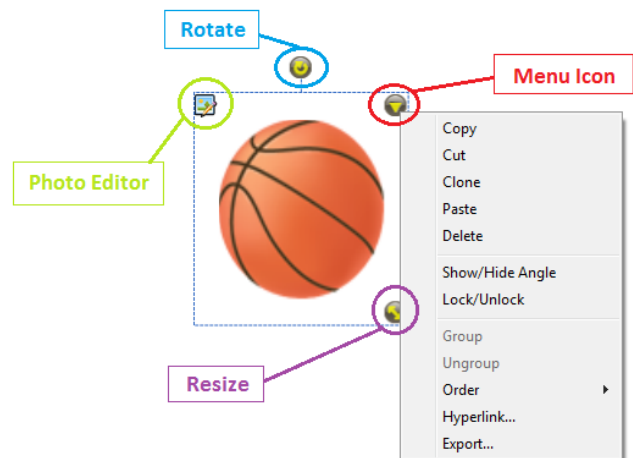 Rotate
Menu Icon
Photo Editor
Resize
Copy
Cut
Clone
Paste
Delete
Show/Hide Angle
Lock/Unlock
Group
Ungroup
Order
Hyperlink...
Export...